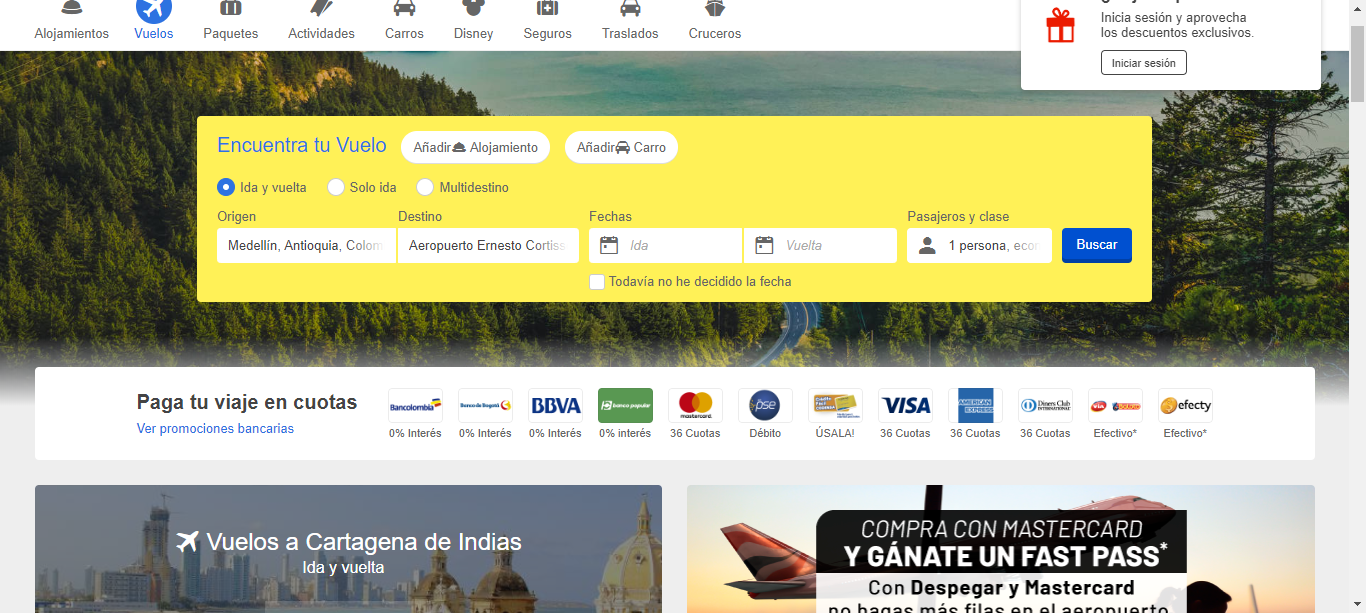 Alojamientos Vuelos Paquetes Actividades Carros Disney Seguros Traslados Cruceros
Inicia sesión y aprovecha
los descuentos exclusivos.
Iniciar sesión
Encuentra tu Vuelo Añadir Alojamiento Añadir Carro
Ida y vuelta Solo ida Multidestino
Origen Destino Fechas Pasajeros y clase
Medellín, Antioquia, Colom Aeropuerto Ernesto Cortiss Ida Vuelta 1 persona, econ Buscar
Todavía no he decidido la fecha
Paga tu viaje en cuotas
Ver promociones bancarias
Bancolombia Banco de Bogotá BBVA banco popular mastercard pse VISA AMERICAN EXPRESS Diners Club INTERNATIONAL via efecty
0% Interés 0% Interés 0% Interés 0% interés 36 Cuotas Débito ÚSALA! 36 Cuotas 36 Cuotas 36 Cuotas Efectivo* Efectivo*
Vuelos a Cartagena de Indias
Ida y vuelta
COMPRA CON MASTERCARD
Y GÁNATE UN FAST PASS*
Con Despegar y Mastercard
no hagas más filas en el aeropuerto